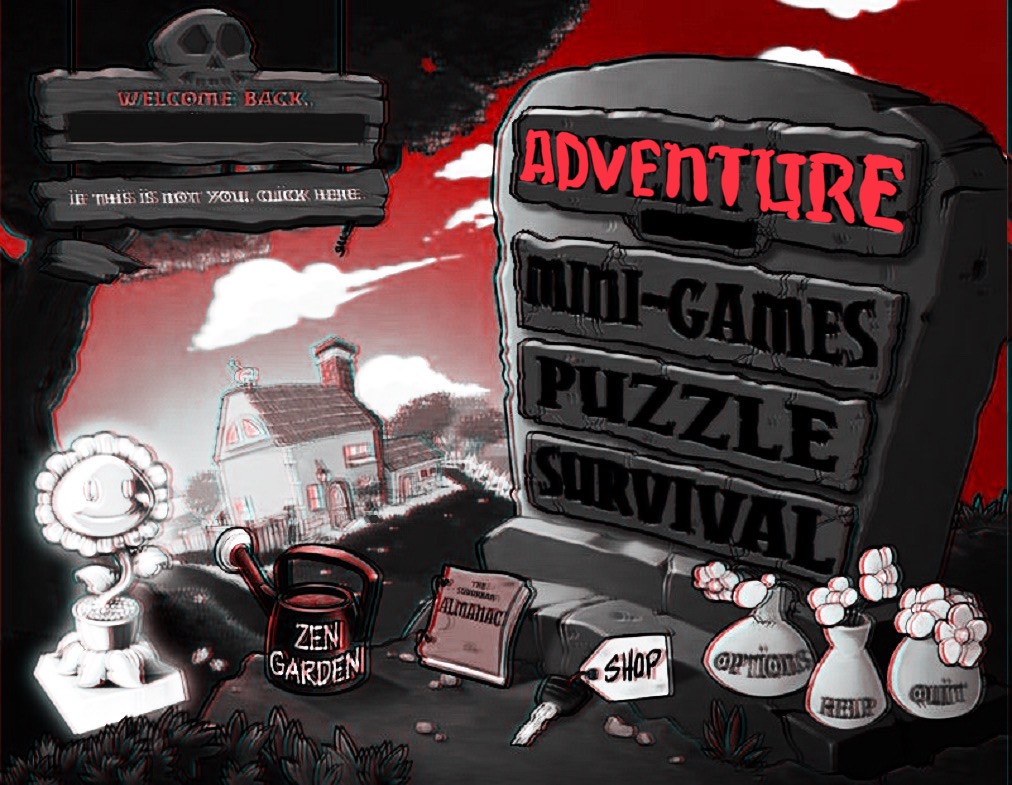 WELCOME BACK,
IF THIS IS NOT YOU, CLICK HERE.
ADVENTURE
MINI-GAMES
PUZZLE
SURVIVAL
ZEN
GARDEN
THE
SUBURBAN
ALMANAC
SHOP
OPTIONS
HELP
QUIT